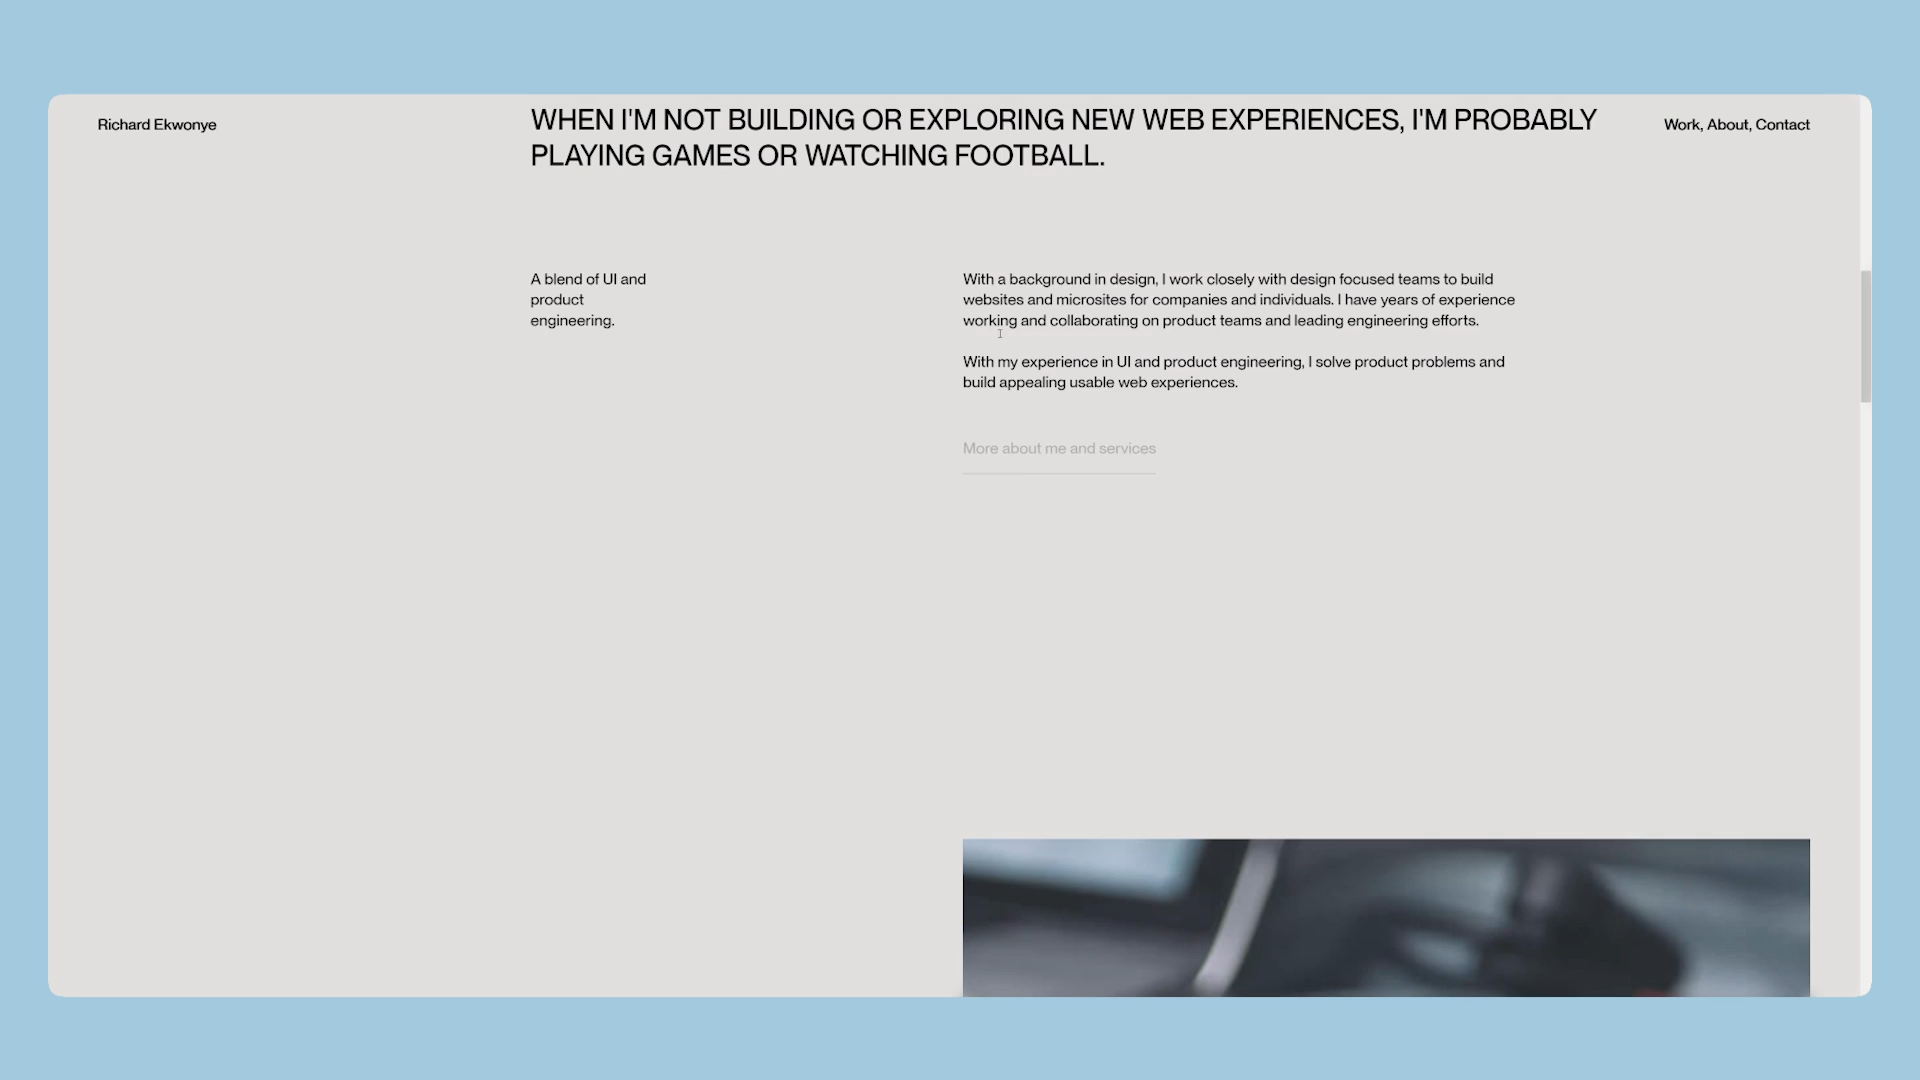 Richard Ekwonye
WHEN I'M NOT BUILDING OR EXPLORING NEW WEB EXPERIENCES, I'M PROBABLY
PLAYING GAMES OR WATCHING FOOTBALL.
Work, About, Contact
A blend of UI and
product
engineering.
With a background in design, I work closely with design focused teams to build
websites and microsites for companies and individuals. I have years of experience
working and collaborating on product teams and leading engineering efforts.
With my experience in UI and product engineering, I solve product problems and
build appealing usable web experiences.
More about me and services